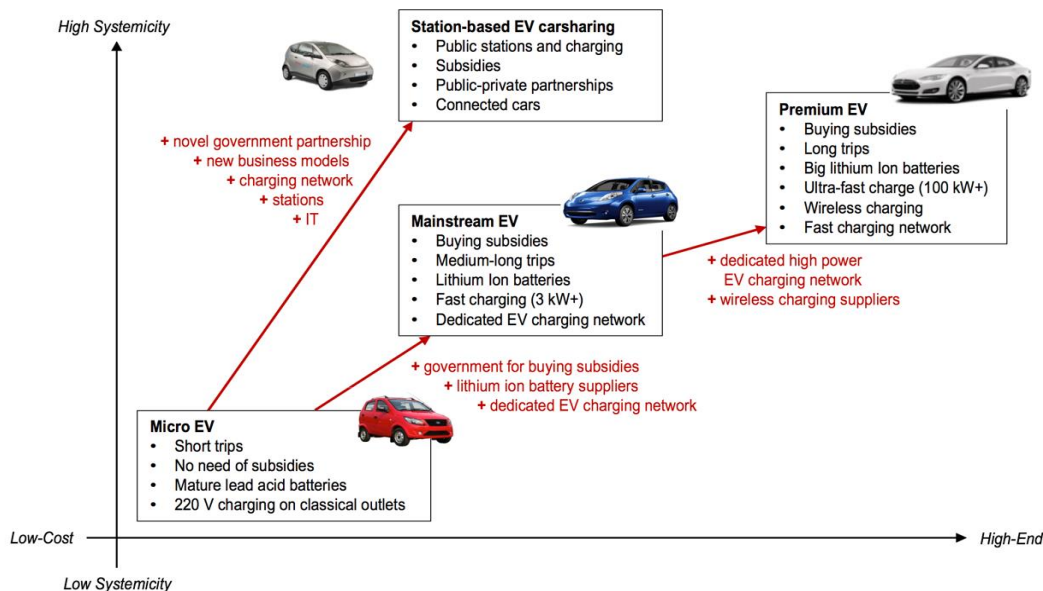 High Systemicity
Station-based EV carsharing
• Public stations and charging
• Subsidies
• Public-private partnerships
• Connected cars
+ novel government partnership
+ new business models
+ charging network
+ stations
+ IT
Premium EV
• Buying subsidies
• Long trips
• Big lithium Ion batteries
• Ultra-fast charge (100 kW+)
• Wireless charging
• Fast charging network
Mainstream EV
• Buying subsidies
• Medium-long trips
• Lithium Ion batteries
• Fast charging (3 kW+)
• Dedicated EV charging network
+ dedicated high power
EV charging network
+ wireless charging suppliers
+ government for buying subsidies
+ lithium ion battery suppliers
+ dedicated EV charging network
Micro EV
• Short trips
• No need of subsidies
• Mature lead acid batteries
• 220 V charging on classical outlets
Low-Cost
High-End
Low Systemicity